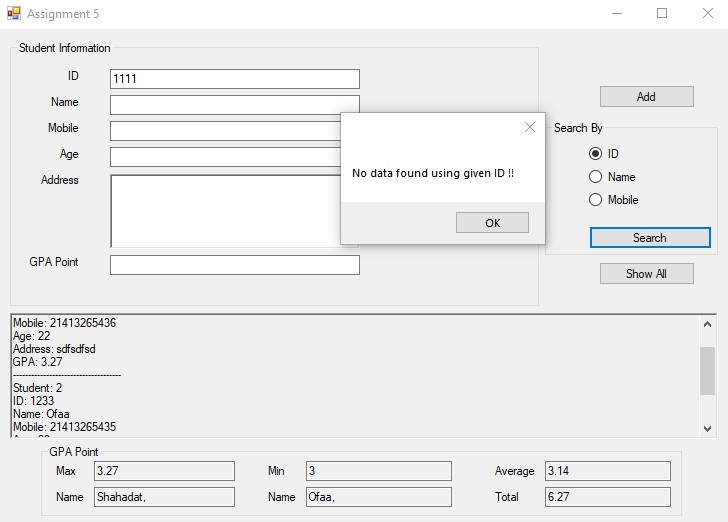 Assignment 5
Student Information
ID 1111
Name
Mobile
Age
Address
GPA Point
No data found using given ID !!
OK
Add
Search By
ID
Name
Mobile
Search
Show All
Mobile: 21413265436
Age: 22
Address: sdfsdfsd
GPA: 3.27
------------------------------------
Student: 2
ID: 1233
Name: Ofaa
Mobile: 21413265435
GPA Point
Max 3.27 Min 3 Average 3.14
Name Shahadat, Name Ofaa, Total 6.27